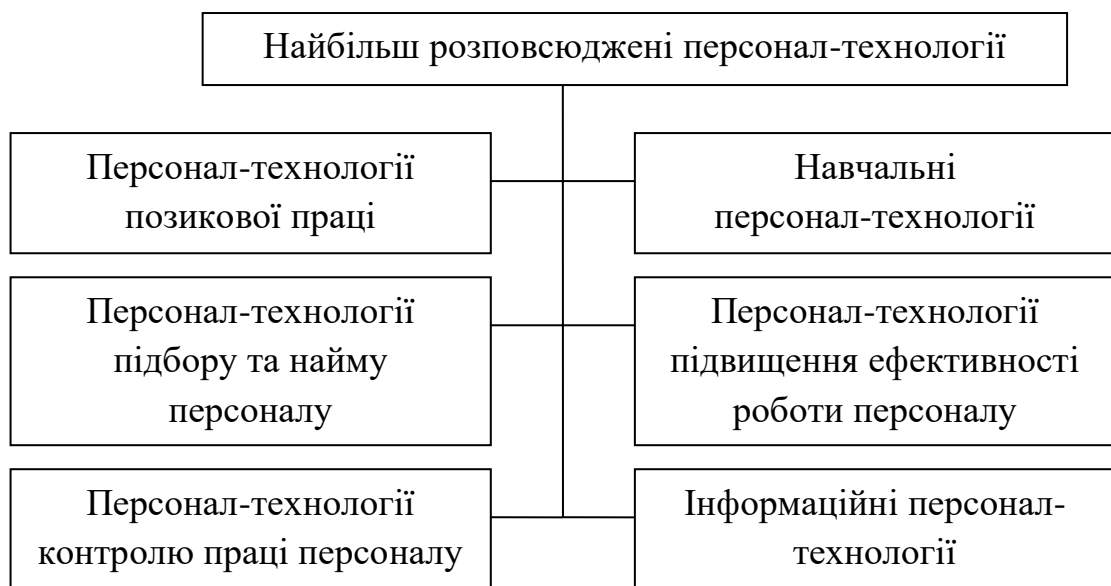 Найбільш розповсюджені персонал-технології
Персонал-технології
позикової праці
Навчальні
персонал-технології
Персонал-технології
підбору та найму
персоналу
Персонал-технології
підвищення ефективності
роботи персоналу
Персонал-технології
контролю праці персоналу
Інформаційні персонал-
технології